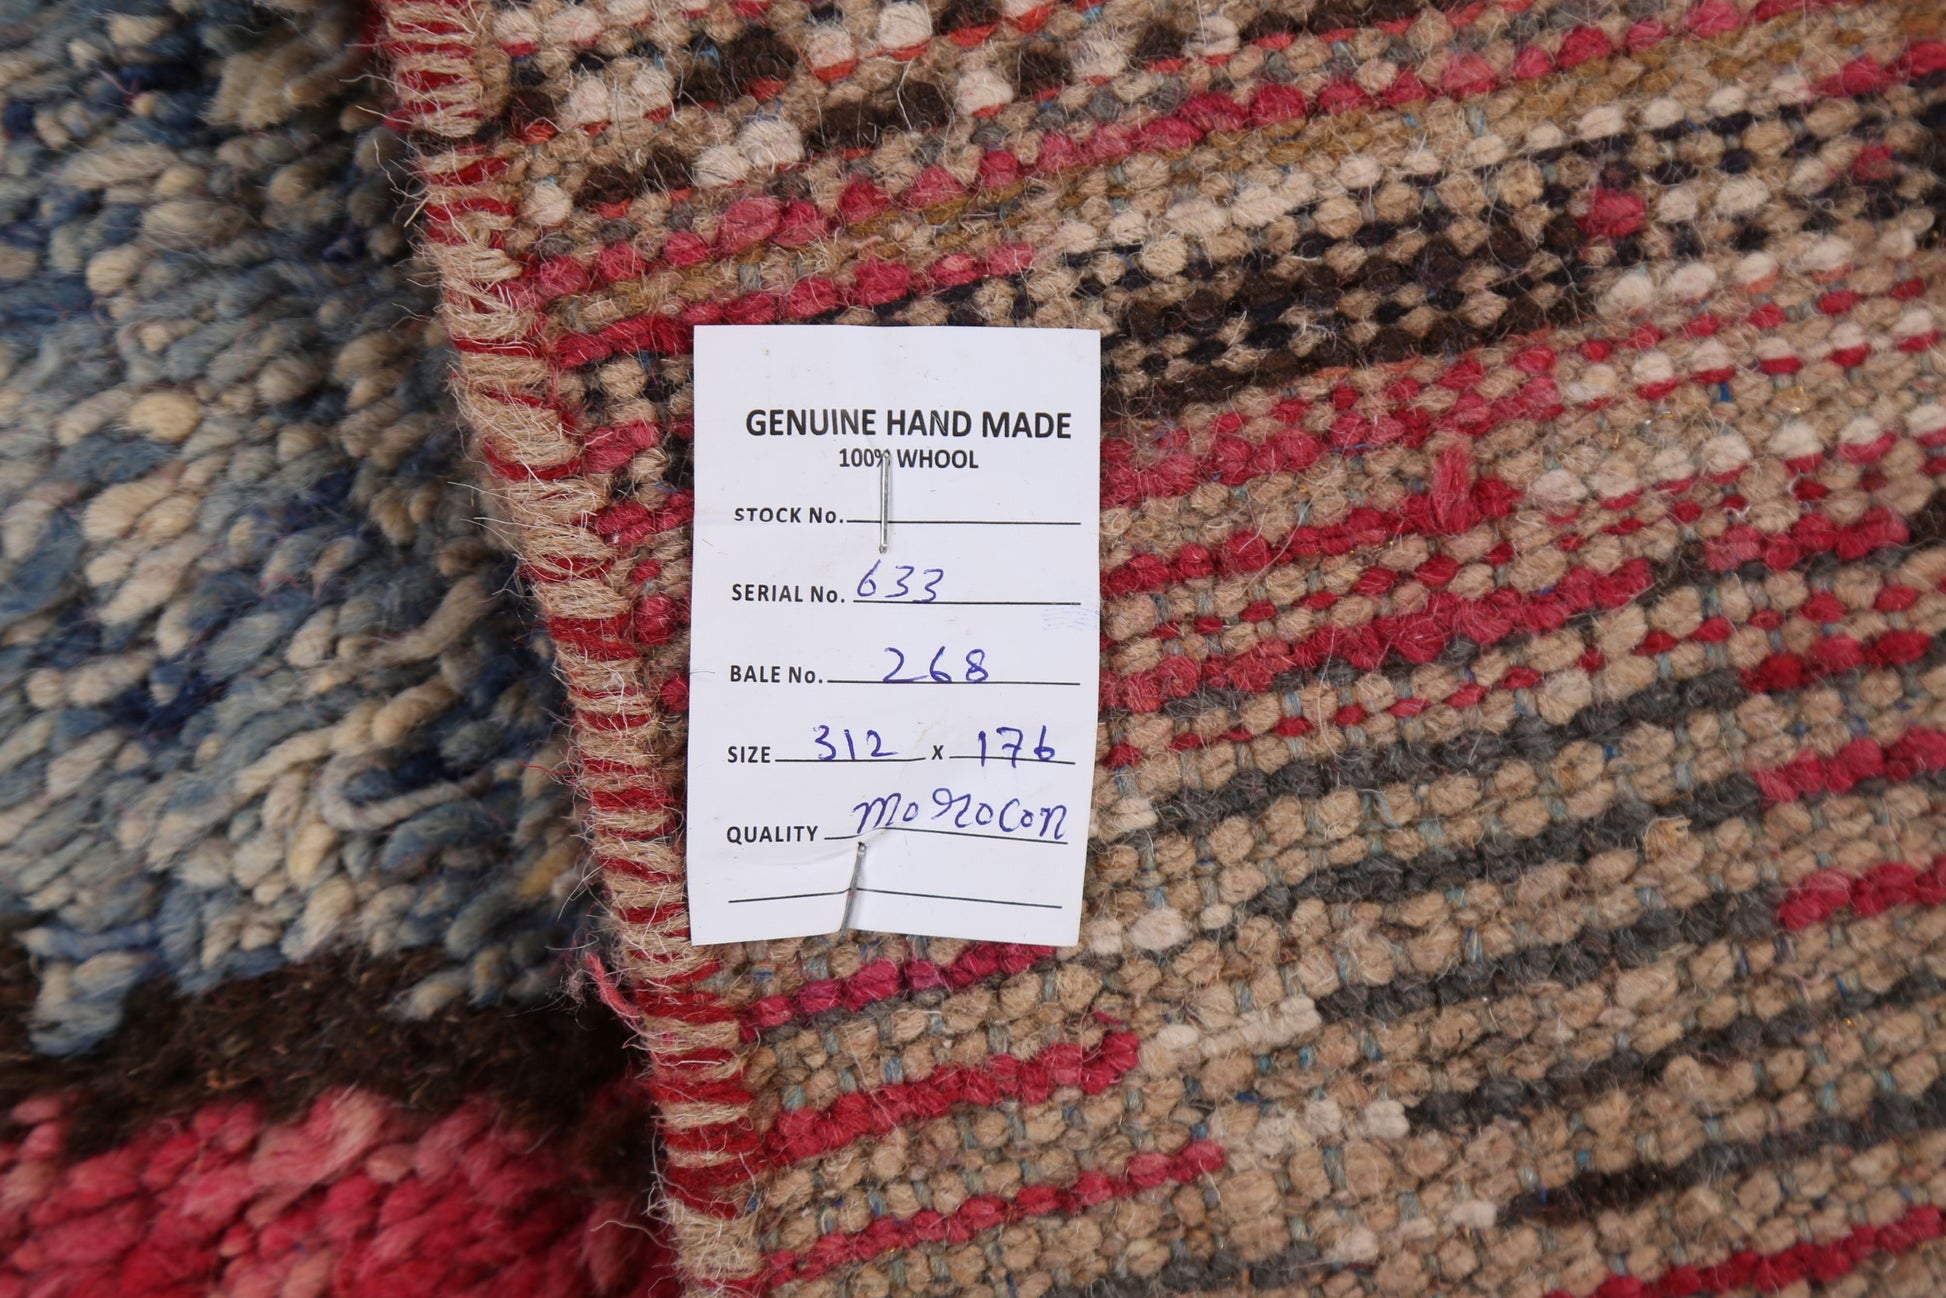 GENUINE HAND MADE
100% WHOOL
STOCK No.
SERIAL No. 633
BALE No. 268
SIZE 312 X 176
QUALITY morocon